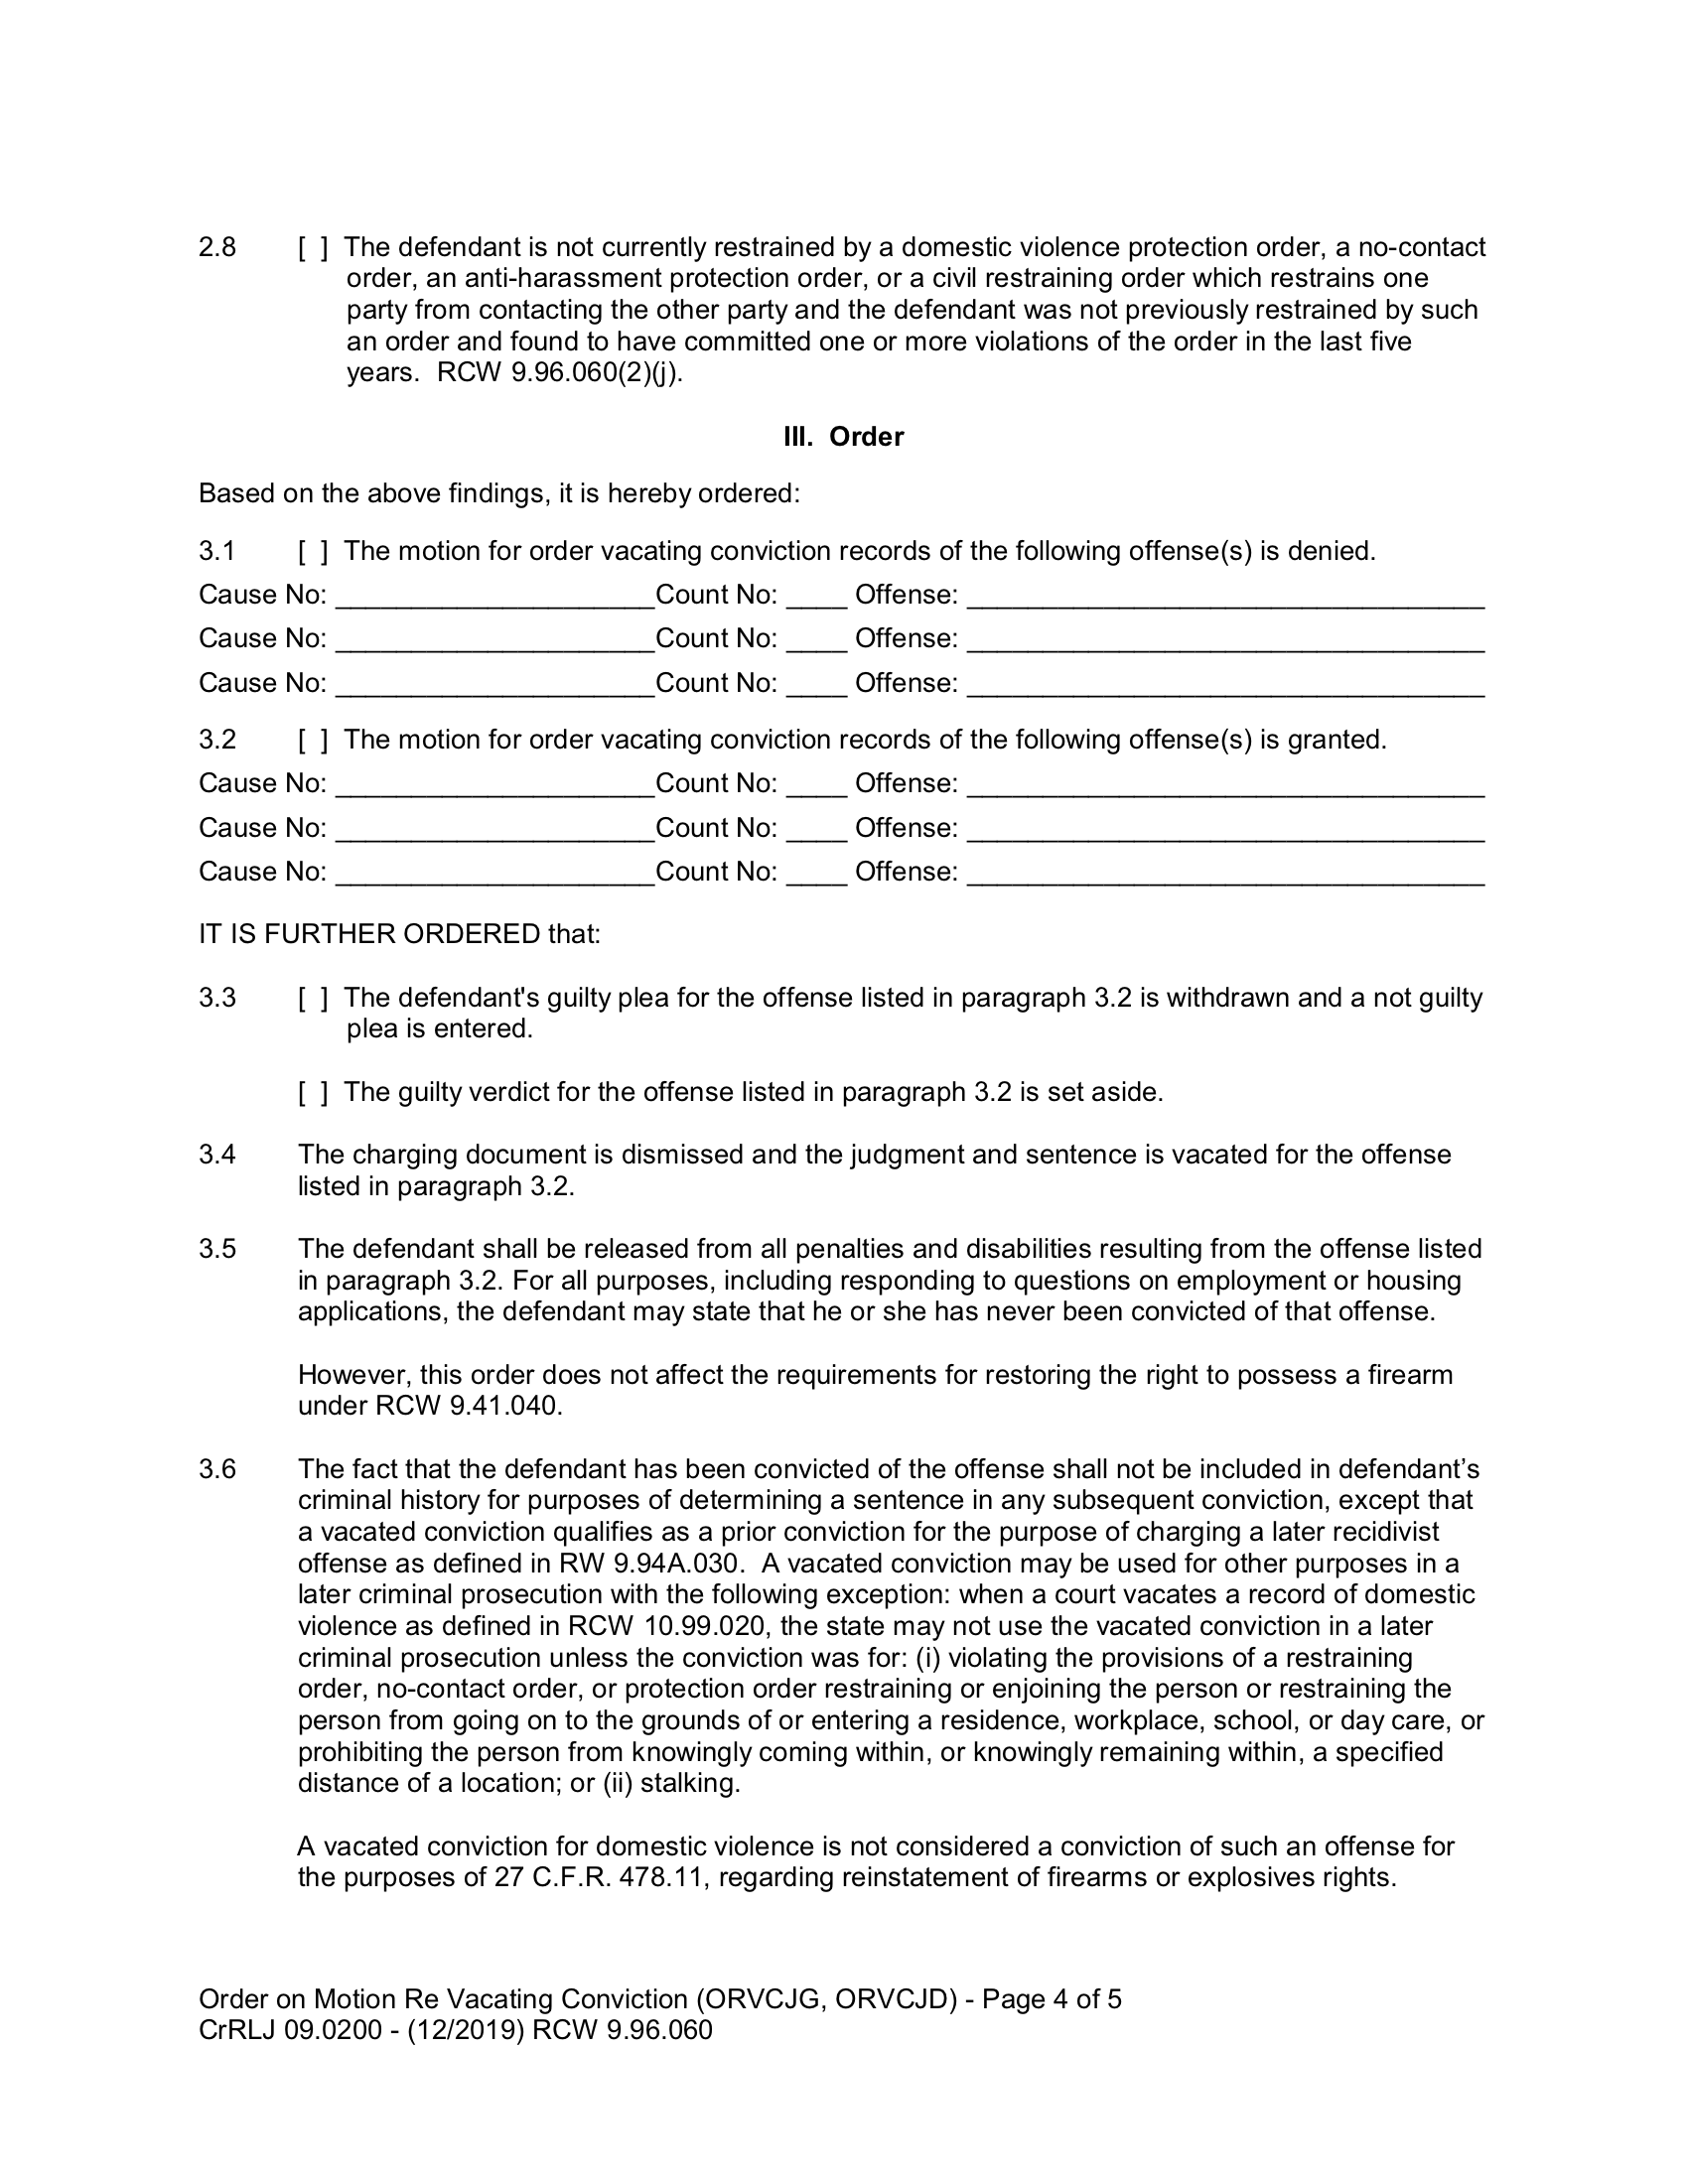 2.8 [ ] The defendant is not currently restrained by a domestic violence protection order, a no-contact
order, an anti-harassment protection order, or a civil restraining order which restrains one
party from contacting the other party and the defendant was not previously restrained by such
an order and found to have committed one or more violations of the order in the last five
years. RCW 9.96.060(2)(j).
III. Order
Based on the above findings, it is hereby ordered:
3.1 [ ] The motion for order vacating conviction records of the following offense(s) is denied.
Cause No: _____________________Count No: ____ Offense: __________________________________
Cause No: _____________________Count No: ____ Offense: __________________________________
Cause No: _____________________Count No: ____ Offense: __________________________________
3.2 [ ] The motion for order vacating conviction records of the following offense(s) is granted.
Cause No: _____________________Count No: ____ Offense: __________________________________
Cause No: _____________________Count No: ____ Offense: __________________________________
Cause No: _____________________Count No: ____ Offense: __________________________________
IT IS FURTHER ORDERED that:
3.3 [ ] The defendant's guilty plea for the offense listed in paragraph 3.2 is withdrawn and a not guilty
plea is entered.
[ ] The guilty verdict for the offense listed in paragraph 3.2 is set aside.
3.4 The charging document is dismissed and the judgment and sentence is vacated for the offense
listed in paragraph 3.2.
3.5 The defendant shall be released from all penalties and disabilities resulting from the offense listed
in paragraph 3.2. For all purposes, including responding to questions on employment or housing
applications, the defendant may state that he or she has never been convicted of that offense.
However, this order does not affect the requirements for restoring the right to possess a firearm
under RCW 9.41.040.
3.6 The fact that the defendant has been convicted of the offense shall not be included in defendant’s
criminal history for purposes of determining a sentence in any subsequent conviction, except that
a vacated conviction qualifies as a prior conviction for the purpose of charging a later recidivist
offense as defined in RW 9.94A.030. A vacated conviction may be used for other purposes in a
later criminal prosecution with the following exception: when a court vacates a record of domestic
violence as defined in RCW 10.99.020, the state may not use the vacated conviction in a later
criminal prosecution unless the conviction was for: (i) violating the provisions of a restraining
order, no-contact order, or protection order restraining or enjoining the person or restraining the
person from going on to the grounds of or entering a residence, workplace, school, or day care, or
prohibiting the person from knowingly coming within, or knowingly remaining within, a specified
distance of a location; or (ii) stalking.
A vacated conviction for domestic violence is not considered a conviction of such an offense for
the purposes of 27 C.F.R. 478.11, regarding reinstatement of firearms or explosives rights.
Order on Motion Re Vacating Conviction (ORVCJG, ORVCJD) - Page 4 of 5
CrRLJ 09.0200 - (12/2019) RCW 9.96.060